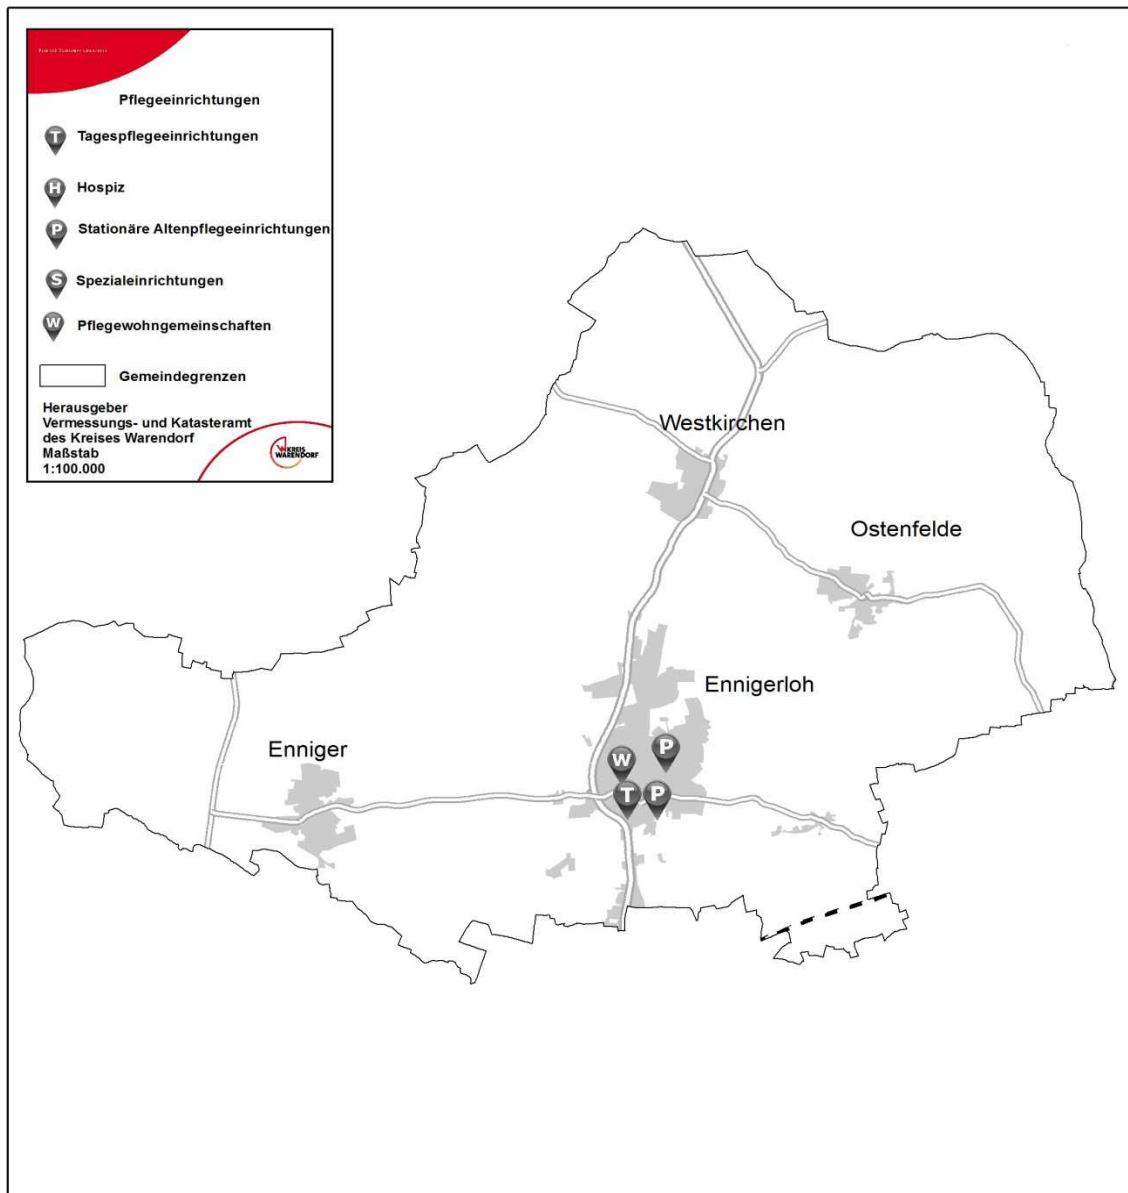 Pflegeeinrichtungen
T Tagespflegeeinrichtungen
H Hospiz
P Stationäre Altenpflegeeinrichtungen
S Spezialeinrichtungen
W Pflegewohngemeinschaften
Gemeindegrenzen
Herausgeber
Vermessungs- und Katasteramt
des Kreises Warendorf
Maßstab
1:100.000
KREIS
WARENDORF
Westkirchen
Ostenfelde
Ennigerloh
Enniger
W P
T P